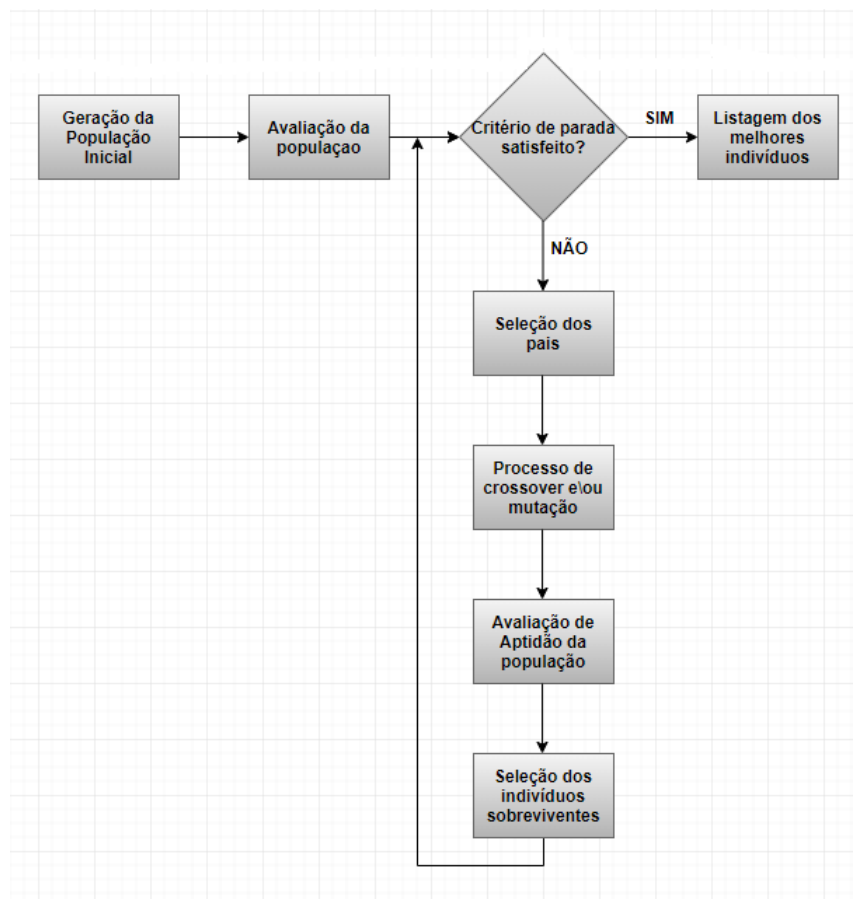 Geração da
População
Inicial
Avaliação da
populaçao
Critério de parada
satisfeito?
SIM
Listagem dos
melhores
indivíduos
NÃO
Seleção dos
pais
Processo de
crossover e\ou
mutação
Avaliação de
Aptidão da
população
Seleção dos
indivíduos
sobreviventes